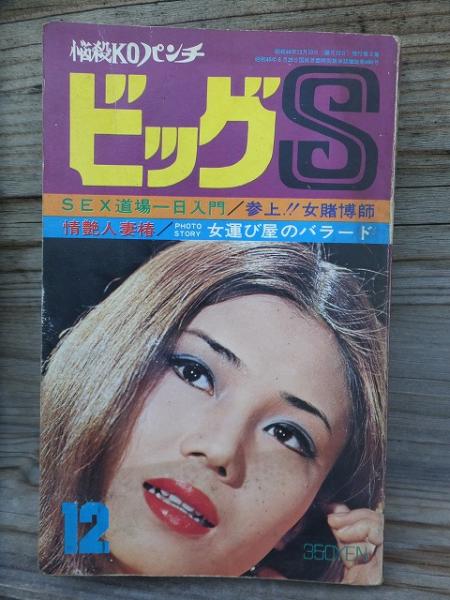 悩殺KOパンチ
ビッグS
SEX道場一日入門/参上!!女賭博師
情艶人妻椿/PHOTO STORY 女運び屋のバラード
12
350YEN